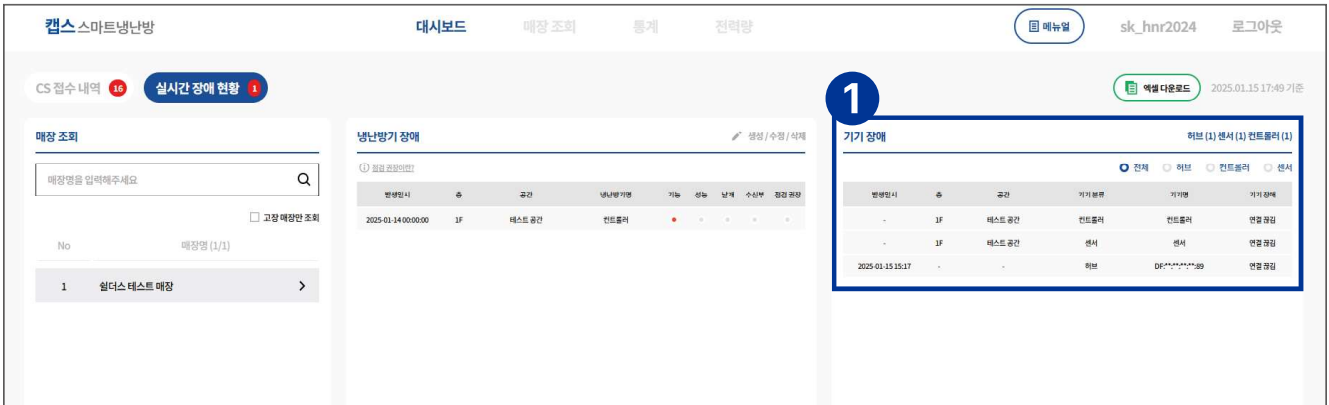 캡스 스마트냉난방 대시보드 매장 조회 통계 전력량 메뉴얼 sk_hnr2024 로그아웃
CS 접수 내역 16 실시간 장애 현황 1 엑셀 다운로드 2025.01.15 17:49 기준
1
매장 조회
매장명을 입력해주세요
고장 매장만 조회
No 매장명 (1/1)
1 쉴더스 테스트 매장
냉난방기 장애 생성 / 수정 / 삭제
점검 권장이란?
발생일시 층 공간 냉난방기명 기능 성능 날개 수신부 점검 권장
2025-01-14 00:00:00 1F 테스트 공간 컨트롤러
기기 장애 허브 (1) 센서 (1) 컨트롤러 (1)
전체 허브 컨트롤러 센서
발생일시 층 공간 기기 분류 기기명 기기 장애
- 1F 테스트 공간 컨트롤러 컨트롤러 연결 끊김
- 1F 테스트 공간 센서 센서 연결 끊김
2025-01-15 15:17 - - 허브 DF:**:**:**:**:89 연결 끊김